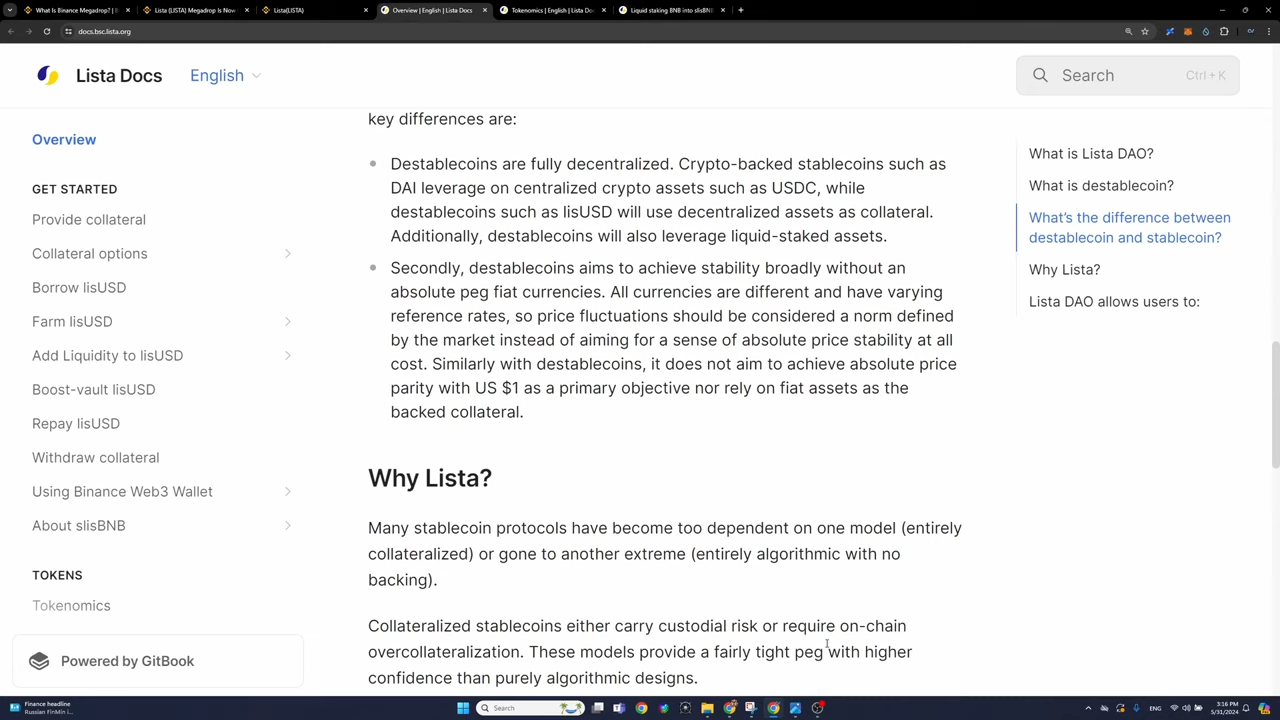 What Is Binance Megadrop? | B
Lista (LISTA) Megadrop Is Now
Lista(LISTA)
Overview | English | Lista Docs
Tokenomics | English | Lista Doc
Liquid staking BNB into slisBNB
docs.bsc.lista.org
Lista Docs
English
Search
Ctrl + K
Overview
GET STARTED
Provide collateral
Collateral options
Borrow lisUSD
Farm lisUSD
Add Liquidity to lisUSD
Boost-vault lisUSD
Repay lisUSD
Withdraw collateral
Using Binance Web3 Wallet
About slisBNB
TOKENS
Tokenomics
Powered by GitBook
key differences are:
Destablecoins are fully decentralized. Crypto-backed stablecoins such as
DAI leverage on centralized crypto assets such as USDC, while
destablecoins such as lisUSD will use decentralized assets as collateral.
Additionally, destablecoins will also leverage liquid-staked assets.
Secondly, destablecoins aims to achieve stability broadly without an
absolute peg fiat currencies. All currencies are different and have varying
reference rates, so price fluctuations should be considered a norm defined
by the market instead of aiming for a sense of absolute price stability at all
cost. Similarly with destablecoins, it does not aim to achieve absolute price
parity with US $1 as a primary objective nor rely on fiat assets as the
backed collateral.
Why Lista?
Many stablecoin protocols have become too dependent on one model (entirely
collateralized) or gone to another extreme (entirely algorithmic with no
backing).
Collateralized stablecoins either carry custodial risk or require on-chain
overcollateralization. These models provide a fairly tight peg with higher
confidence than purely algorithmic designs.
What is Lista DAO?
What is destablecoin?
What's the difference between
destablecoin and stablecoin?
Why Lista?
Lista DAO allows users to:
Finance headline
Russian FinMin i...
Search
ENG
3:16 PM
5/31/2024